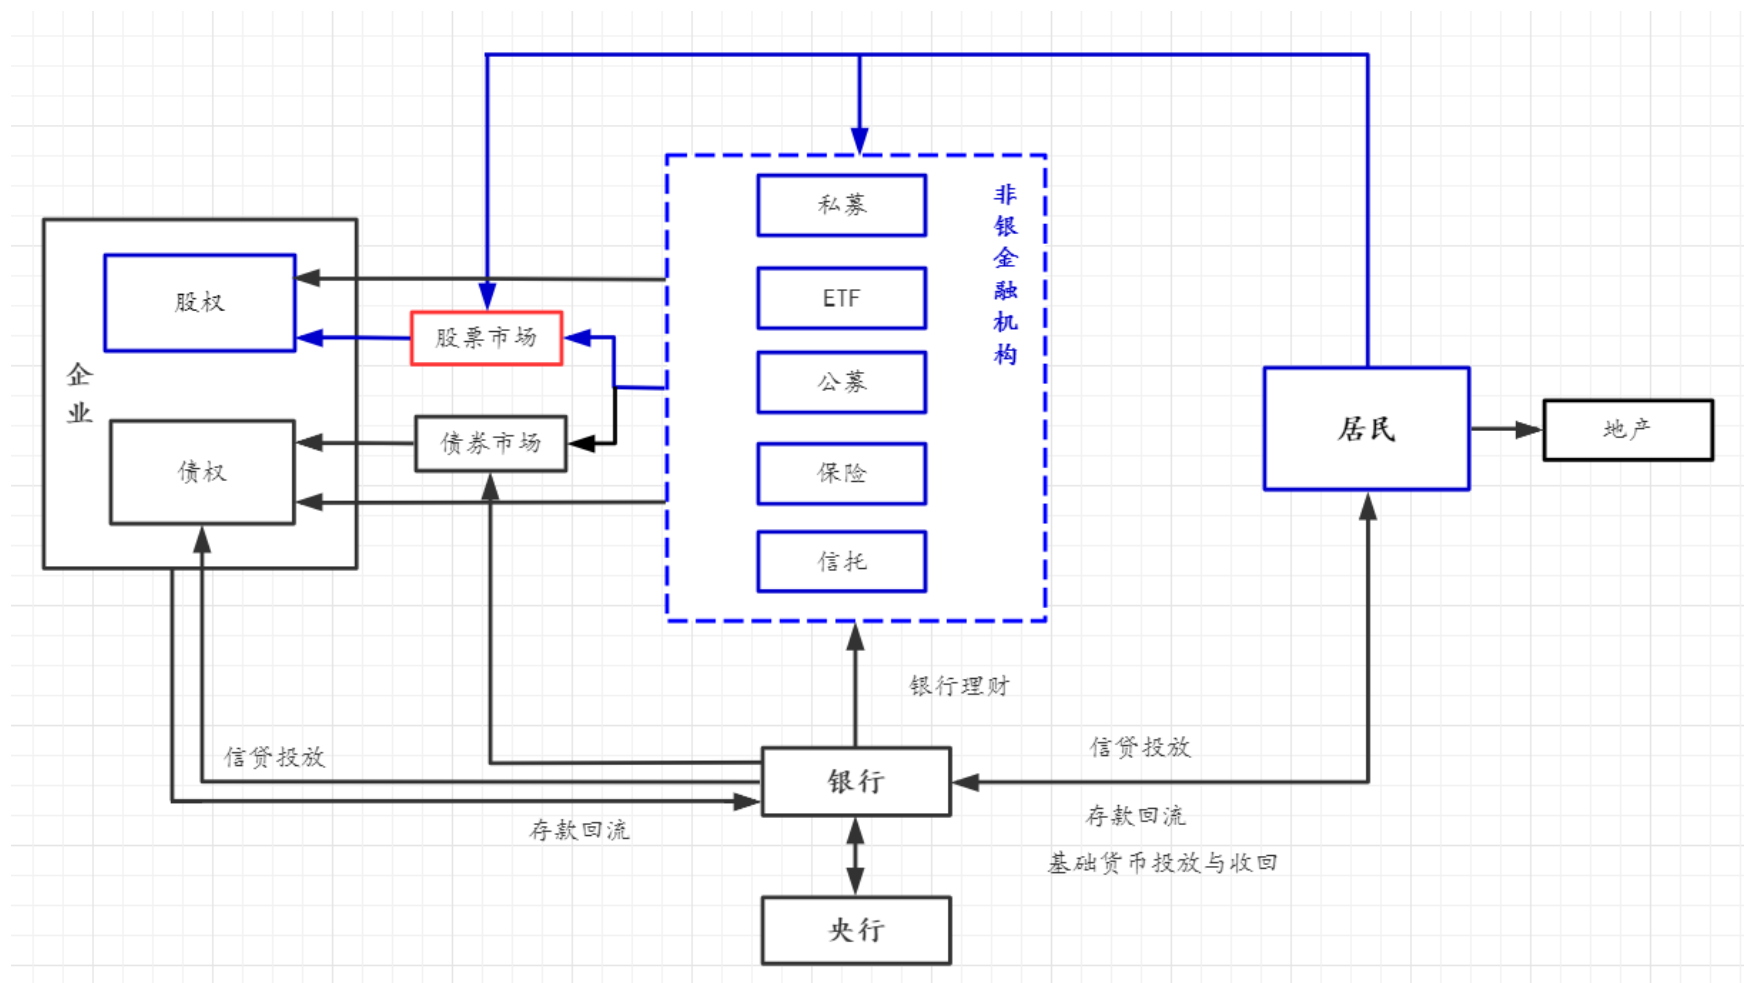 私募
非银金融机构
ETF
股权
股票市场
企业
公募
债券市场
居民
地产
债权
保险
信托
银行理财
信贷投放
信贷投放
银行
存款回流
存款回流
基础货币投放与收回
央行